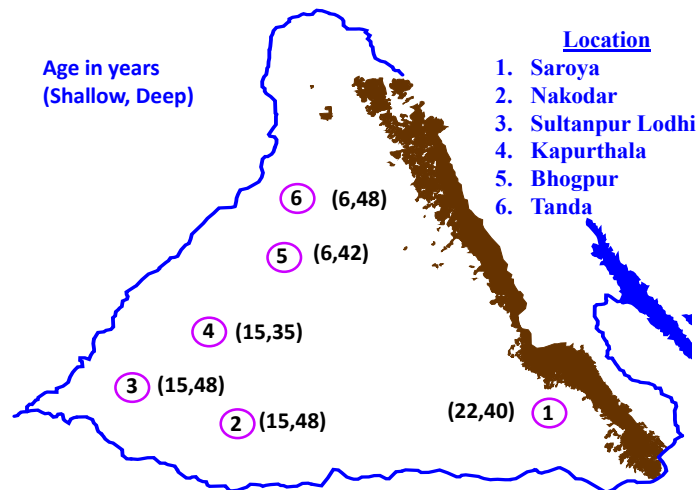 Age in years
(Shallow, Deep)
Location
1. Saroya
2. Nakodar
3. Sultanpur Lodhi
4. Kapurthala
5. Bhogpur
6. Tanda
6 (6,48)
5 (6,42)
4 (15,35)
3 (15,48)
2 (15,48)
(22,40) 1